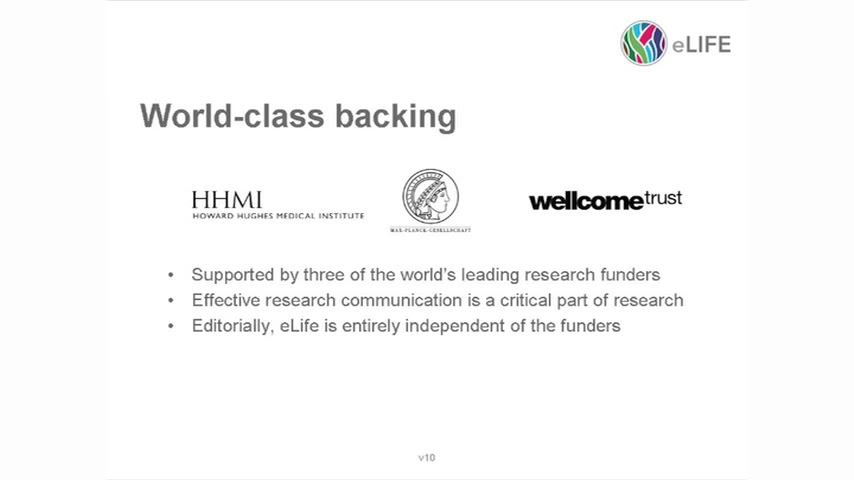 eLIFE
World-class backing
HHMI
HOWARD HUGHES MEDICAL INSTITUTE
MAX-PLANCK-GESELLSCHAFT
wellcometrust
• Supported by three of the world's leading research funders
• Effective research communication is a critical part of research
• Editorially, eLife is entirely independent of the funders
v10